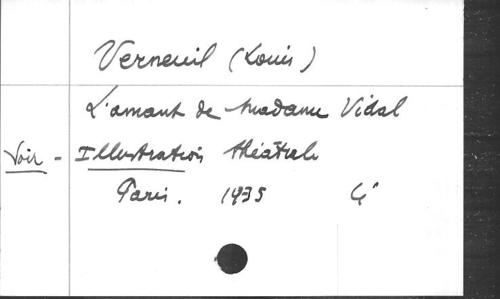 Verneuil (Louis)
L'amant de Madame Vidal
Voir - Illustration théâtrale
Paris. 1935 4°